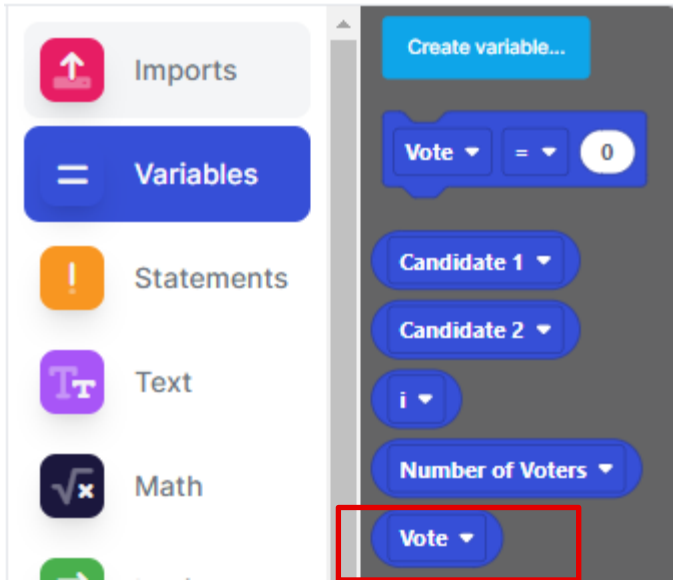 Imports
Variables
Statements
Text
Math
Create variable...
Vote = 0
Candidate 1
Candidate 2
i
Number of Voters
Vote